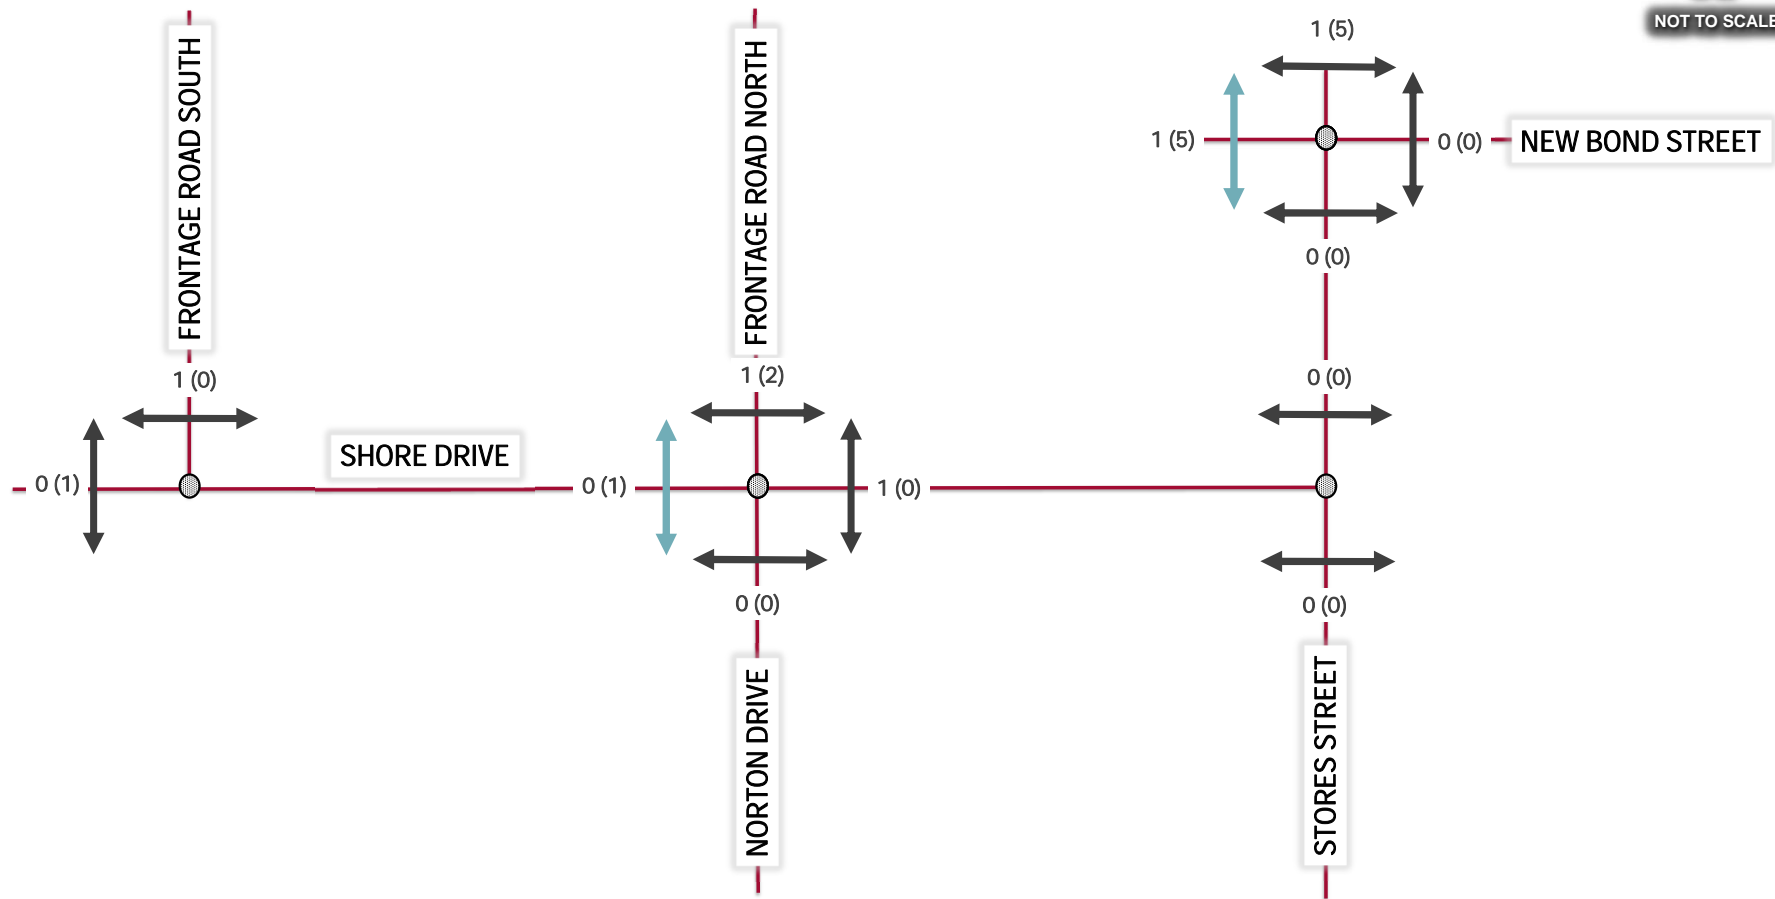 NOT TO SCALE
1 (5)
1 (5)
0 (0)
NEW BOND STREET
0 (0)
FRONTAGE ROAD SOUTH
FRONTAGE ROAD NORTH
1 (0)
1 (2)
0 (0)
SHORE DRIVE
0 (1)
0 (1)
1 (0)
0 (0)
0 (0)
NORTON DRIVE
STORES STREET